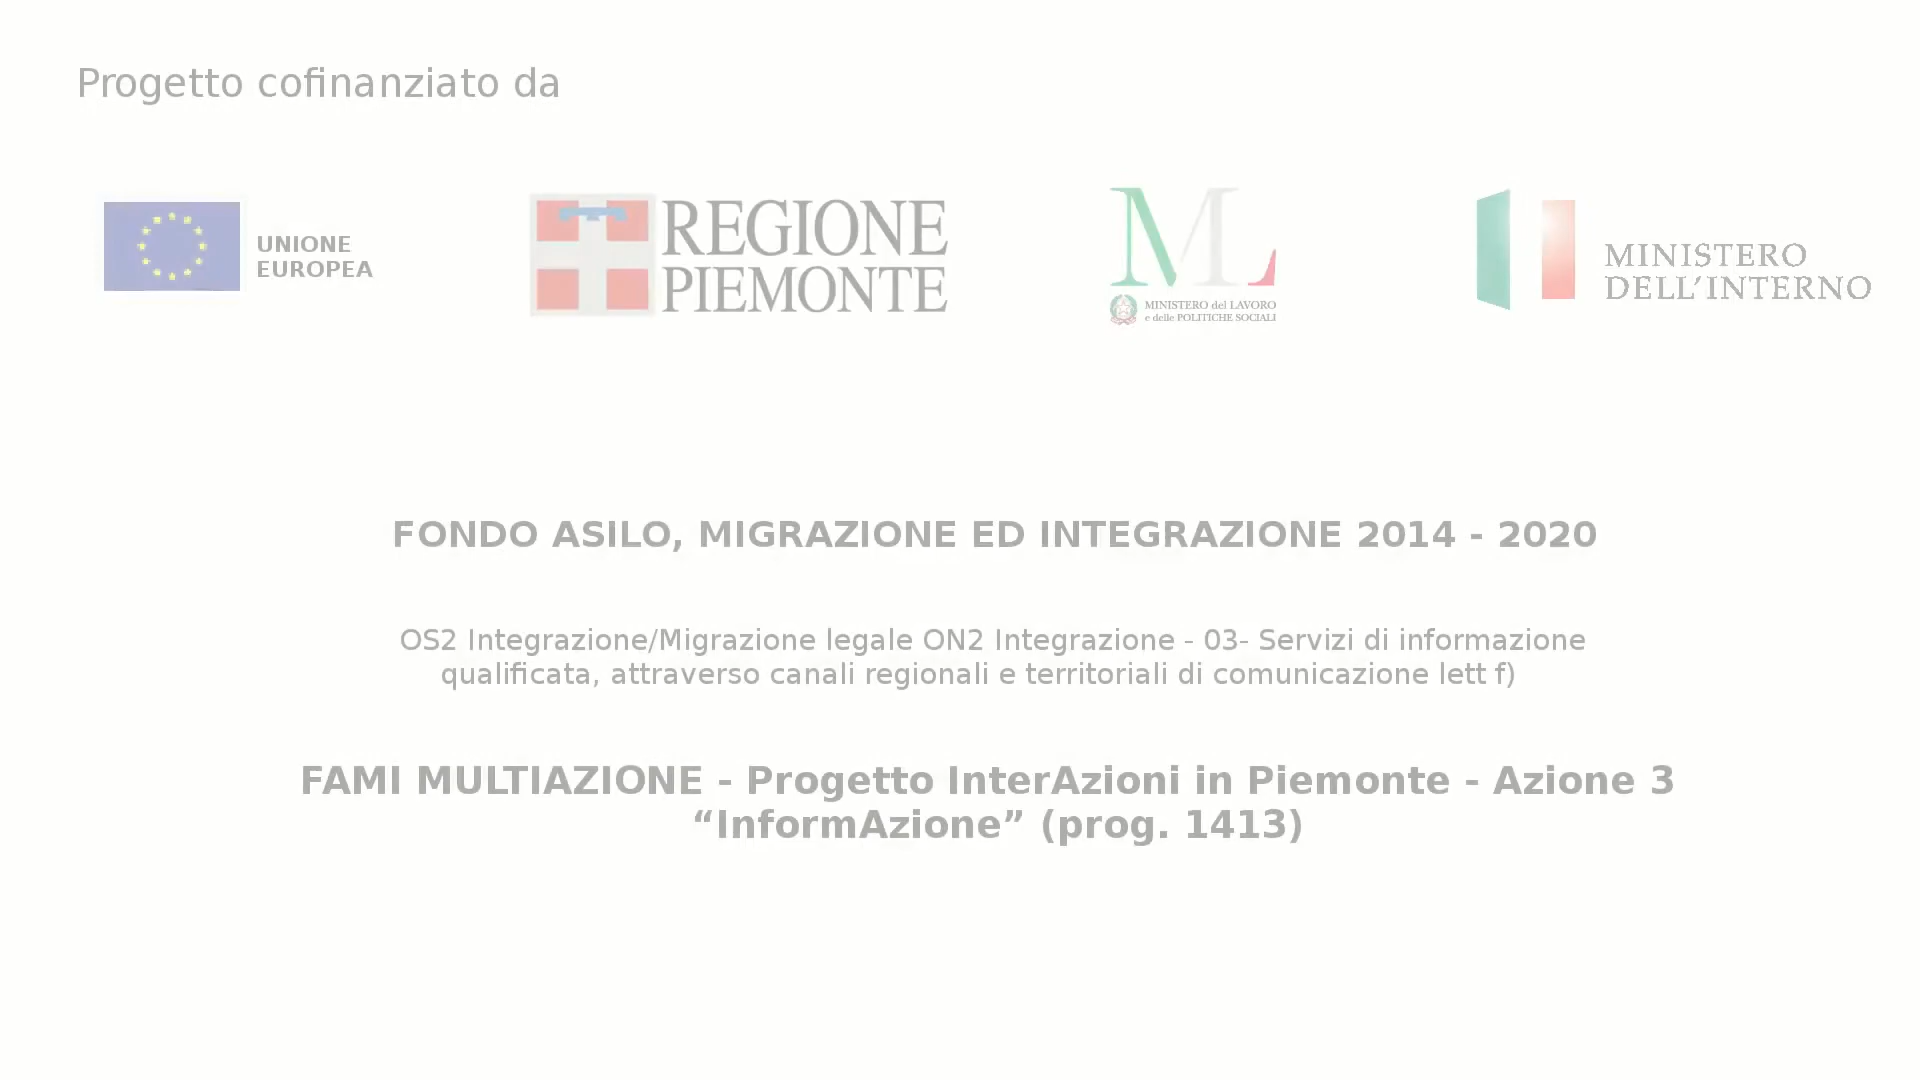 Progetto cofinanziato da
UNIONE
EUROPEA
REGIONE
PIEMONTE
ML
MINISTERO del LAVORO
e delle POLITICHE SOCIALI
MINISTERO
DELL'INTERNO
FONDO ASILO, MIGRAZIONE ED INTEGRAZIONE 2014 - 2020
OS2 Integrazione/Migrazione legale ON2 Integrazione - 03- Servizi di informazione
qualificata, attraverso canali regionali e territoriali di comunicazione lett f)
FAMI MULTIAZIONE - Progetto InterAzioni in Piemonte - Azione 3
“InformAzione” (prog. 1413)